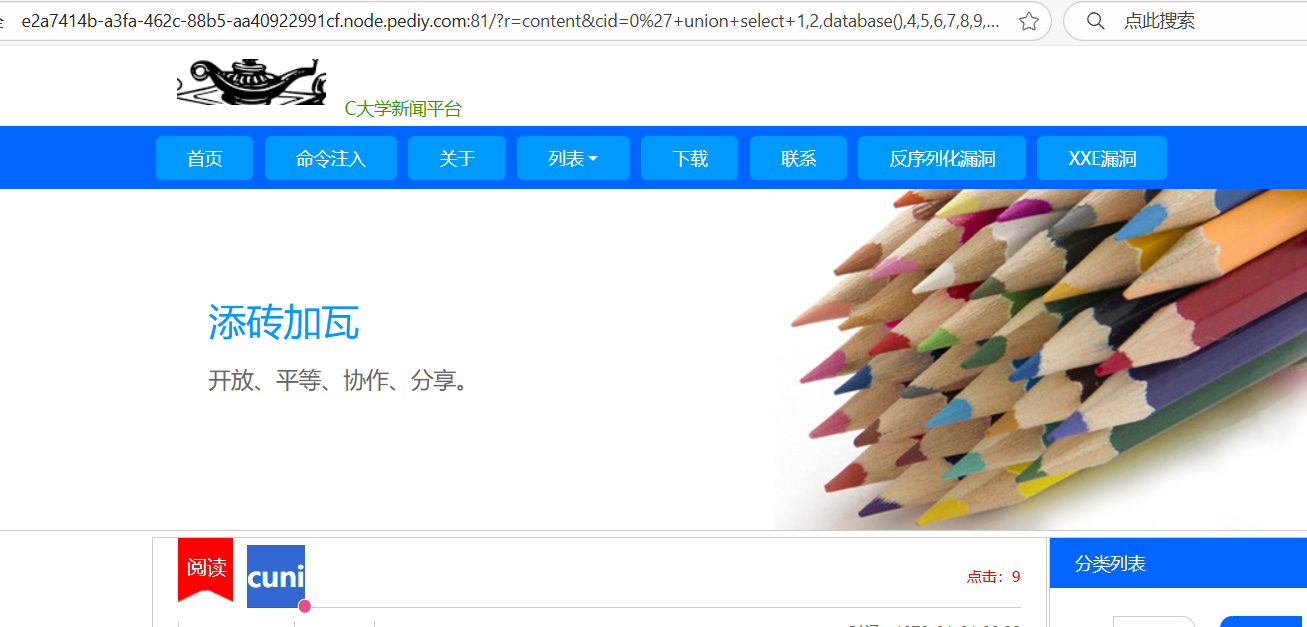 e2a7414b-a3fa-462c-88b5-aa40922991cf.node.pediy.com:81/?r=content&cid=0%27+union+select+1,2,database(),4,5,6,7,8,9,...
点此搜索
C大学新闻平台
首页 命令注入 关于 列表 下载 联系 反序列化漏洞 XXE漏洞
添砖加瓦
开放、平等、协作、分享。
阅读 cuni 点击：9
分类列表